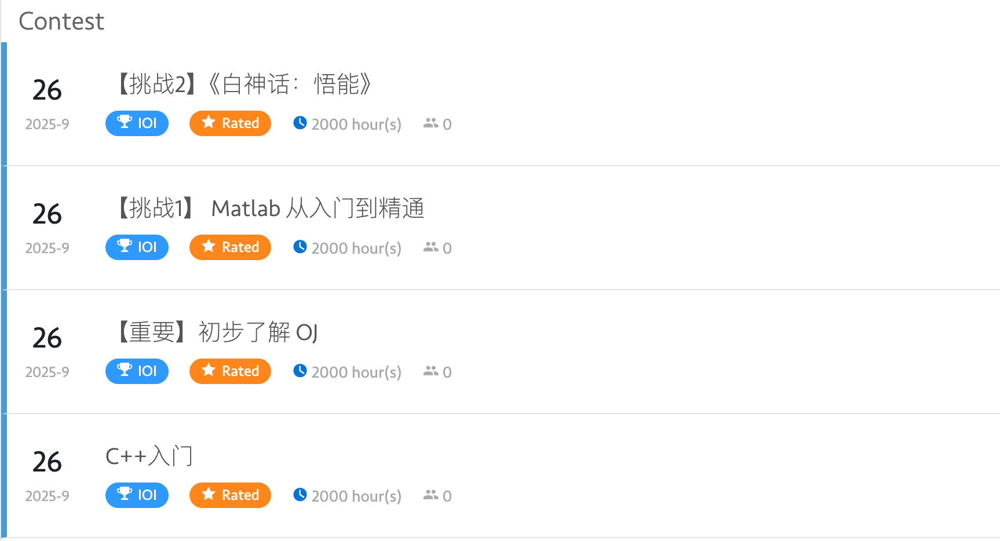 Contest
26
【挑战2】《白神话：悟能》
2025-9
IOI Rated 2000 hour(s) 0
26
【挑战1】 Matlab 从入门到精通
2025-9
IOI Rated 2000 hour(s) 0
26
【重要】初步了解 OJ
2025-9
IOI Rated 2000 hour(s) 0
26
C++入门
2025-9
IOI Rated 2000 hour(s) 0